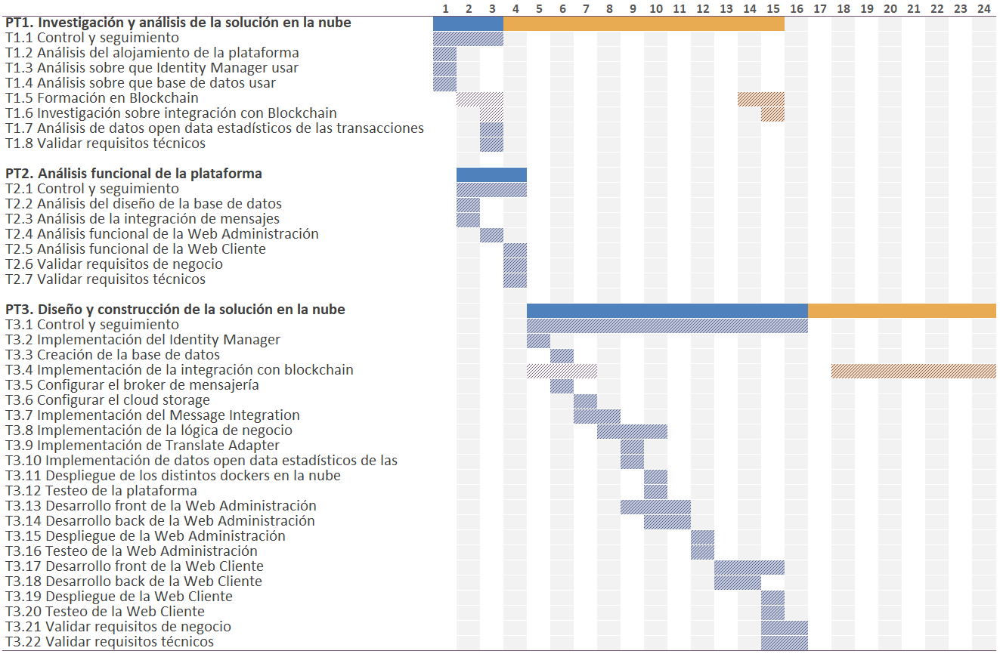 1 2 3 4 5 6 7 8 9 10 11 12 13 14 15 16 17 18 19 20 21 22 23 24
PT1. Investigación y análisis de la solución en la nube
T1.1 Control y seguimiento
T1.2 Análisis del alojamiento de la plataforma
T1.3 Análisis sobre que Identity Manager usar
T1.4 Análisis sobre que base de datos usar
T1.5 Formación en Blockchain
T1.6 Investigación sobre integración con Blockchain
T1.7 Análisis de datos open data estadísticos de las transacciones
T1.8 Validar requisitos técnicos
PT2. Análisis funcional de la plataforma
T2.1 Control y seguimiento
T2.2 Análisis del diseño de la base de datos
T2.3 Análisis de la integración de mensajes
T2.4 Análisis funcional de la Web Administración
T2.5 Análisis funcional de la Web Cliente
T2.6 Validar requisitos de negocio
T2.7 Validar requisitos técnicos
PT3. Diseño y construcción de la solución en la nube
T3.1 Control y seguimiento
T3.2 Implementación del Identity Manager
T3.3 Creación de la base de datos
T3.4 Implementación de la integración con blockchain
T3.5 Configurar el broker de mensajería
T3.6 Configurar el cloud storage
T3.7 Implementación del Message Integration
T3.8 Implementación de la lógica de negocio
T3.9 Implementación de Translate Adapter
T3.10 Implementación de datos open data estadísticos de las
T3.11 Despliegue de los distintos dockers en la nube
T3.12 Testeo de la plataforma
T3.13 Desarrollo front de la Web Administración
T3.14 Desarrollo back de la Web Administración
T3.15 Despliegue de la Web Administración
T3.16 Testeo de la Web Administración
T3.17 Desarrollo front de la Web Cliente
T3.18 Desarrollo back de la Web Cliente
T3.19 Despliegue de la Web Cliente
T3.20 Testeo de la Web Cliente
T3.21 Validar requisitos de negocio
T3.22 Validar requisitos técnicos